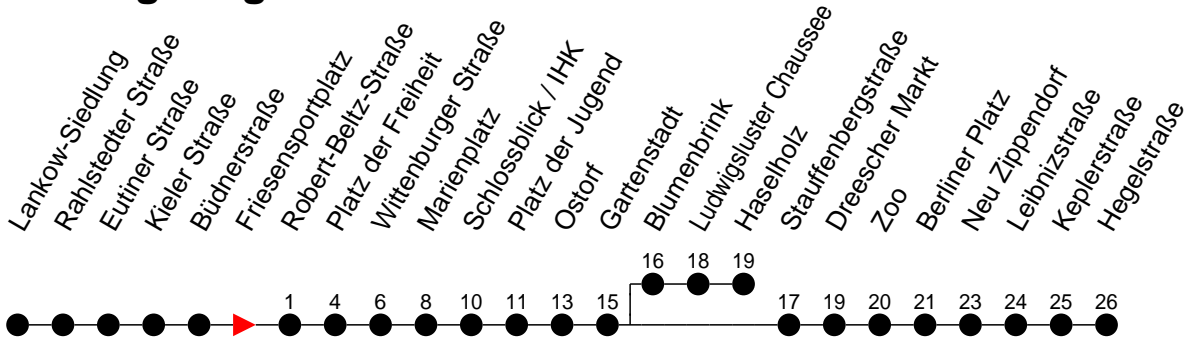 Lankow-Siedlung
Rahlstedter Straße
Eutiner Straße
Kieler Straße
Büdnerstraße
Friesensportplatz
Robert-Beltz-Straße
Platz der Freiheit
Wittenburger Straße
Marienplatz
Schlossblick / IHK
Platz der Jugend
Ostorf
Gartenstadt
Blumenbrink
Ludwigsluster Chaussee
Haselholz
Stauffenbergstraße
Dreescher Markt
Zoo
Berliner Platz
Neu Zippendorf
Leibnizstraße
Keplerstraße
Hegelstraße
16 18 19
1 4 6 8 10 11 13 15 17 19 20 21 23 24 25 26